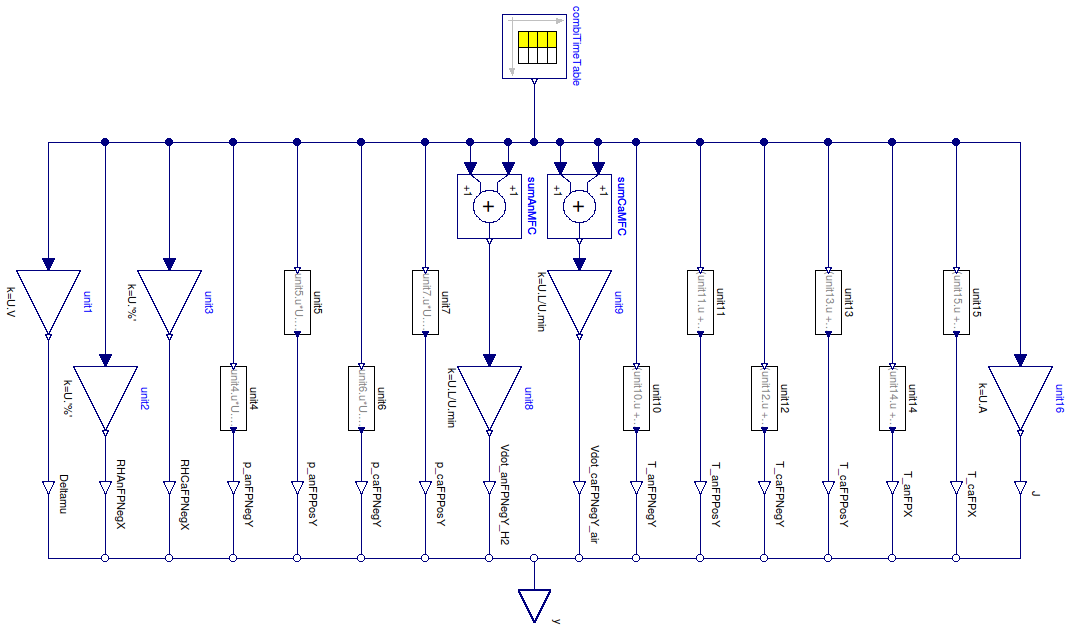 combiTimeTable
+1
+1
+
sumAnMFC
+1
+1
+
sumCaMFC
k=U.V
unit1
k=U.'%'
unit2
k=U.'%'
unit3
unit4.u*U....
unit4
unit5.u*U....
unit5
unit6.u*U....
unit6
unit7.u*U....
unit7
k=U.L/U.min
unit8
k=U.L/U.min
unit9
unit10.u +...
unit10
unit11.u +...
unit11
unit12.u +...
unit12
unit13.u +...
unit13
unit14.u +...
unit14
unit15.u +...
unit15
k=U.A
unit16
Deltamu
RHAnFPNegX
RHCaFPNegX
p_anFPNegY
p_anFPPosY
p_caFPNegY
p_caFPPosY
Vdot_anFPNegY_H2
Vdot_caFPNegY_air
T_anFPNegY
T_anFPPosY
T_caFPNegY
T_caFPPosY
T_anFPX
T_caFPX
J
y